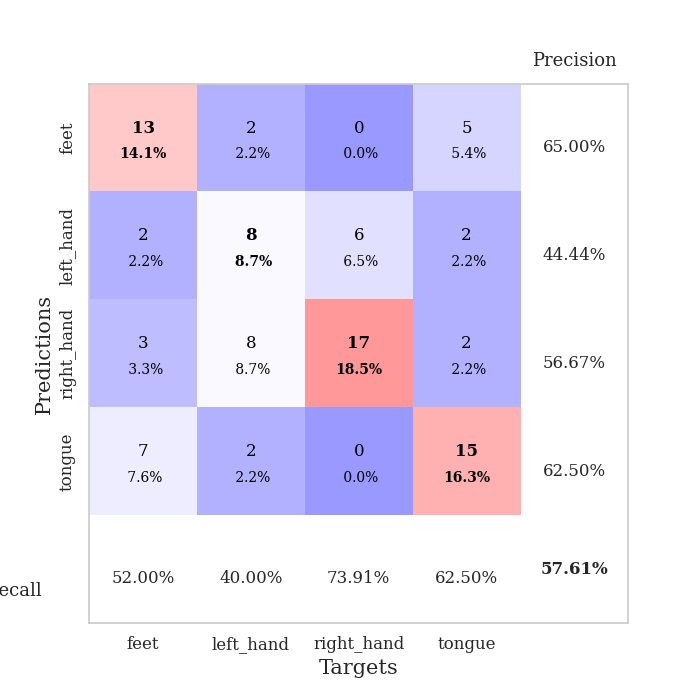 Precision
feet
13 2 0 5 65.00%
14.1% 2.2% 0.0% 5.4%
left_hand
2 8 6 2 44.44%
2.2% 8.7% 6.5% 2.2%
Predictions
right_hand
3 8 17 2 56.67%
3.3% 8.7% 18.5% 2.2%
tongue
7 2 0 15 62.50%
7.6% 2.2% 0.0% 16.3%
ecall
52.00% 40.00% 73.91% 62.50% 57.61%
feet left_hand right_hand tongue
Targets